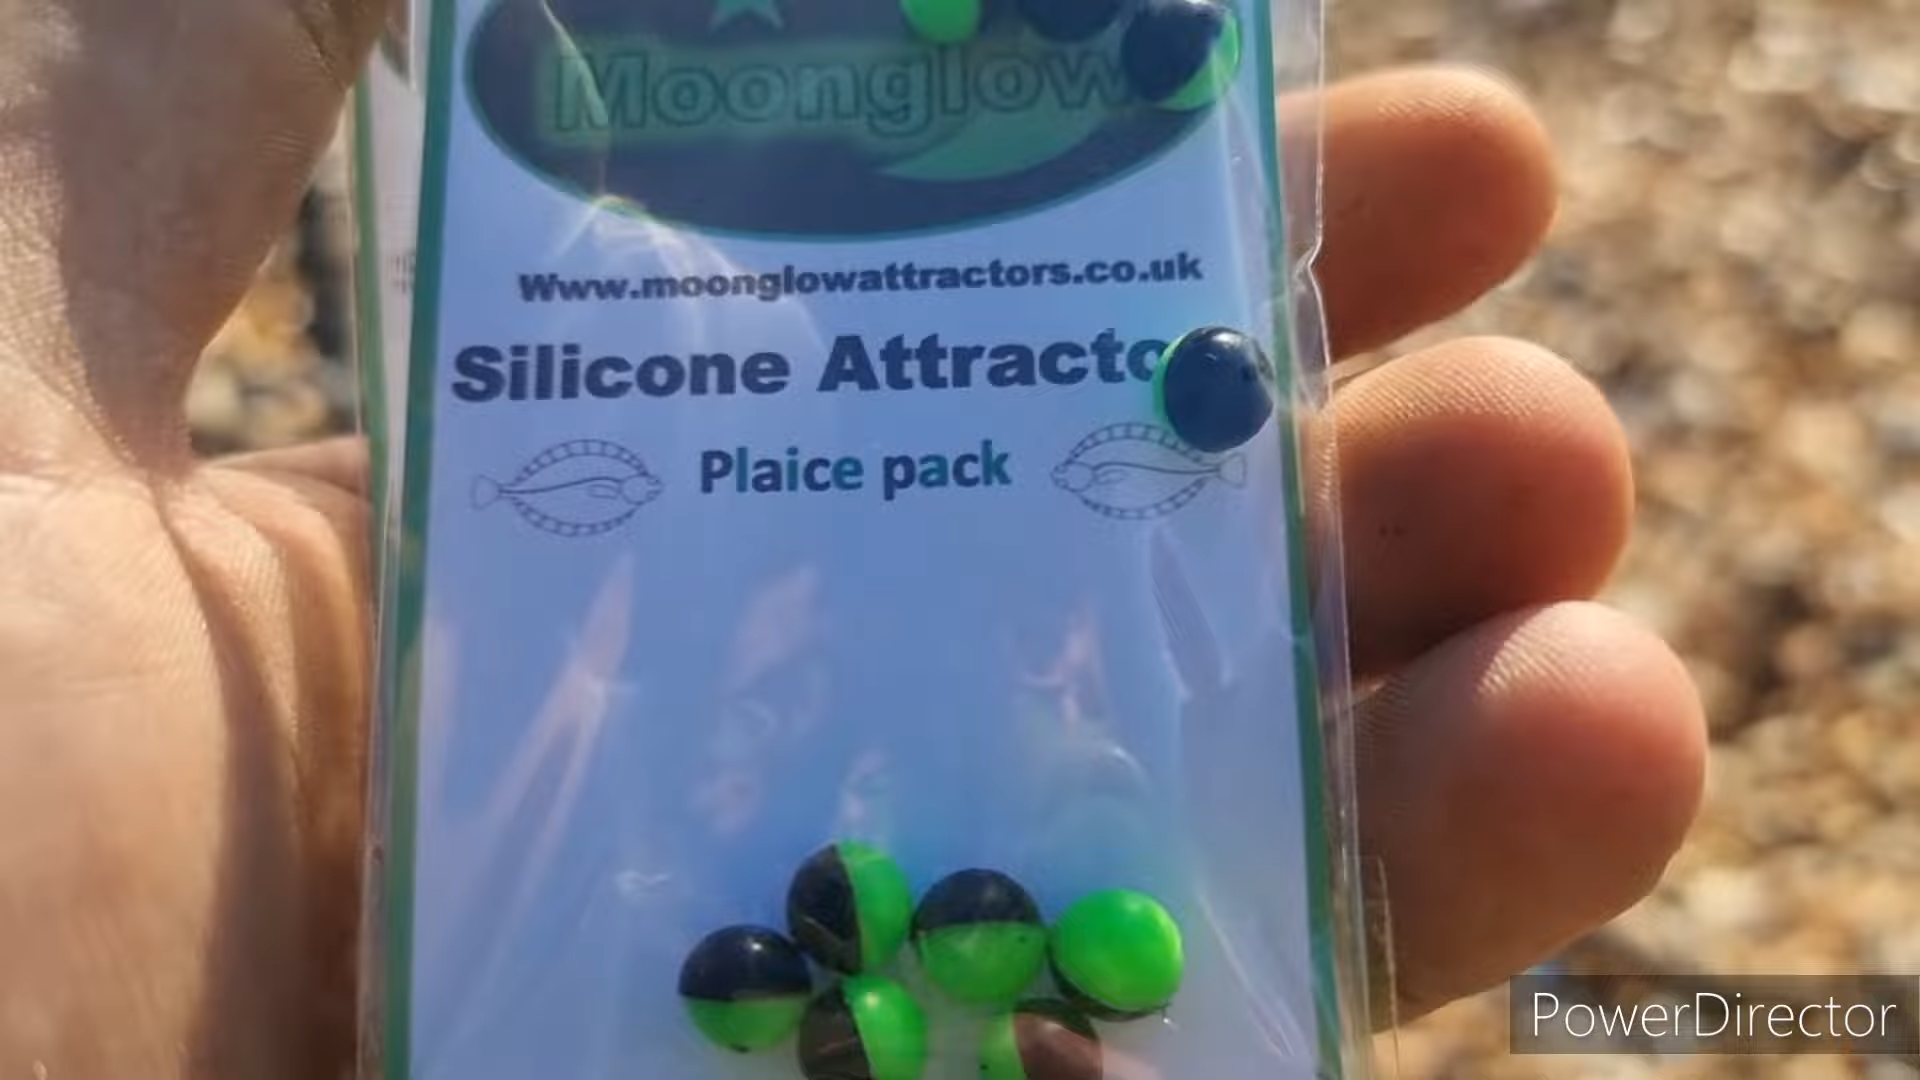 Moonglow
Www.moonglowattractors.co.uk
Silicone Attracto
Plaice pack
PowerDirector